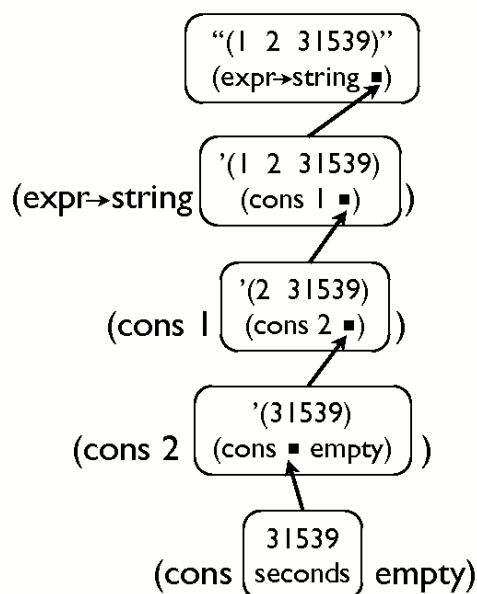 “(1 2 31539)”
(expr→string ■)
'(1 2 31539)
(expr→string (cons 1 ■) )
'(2 31539)
(cons 1 (cons 2 ■) )
'(31539)
(cons 2 (cons ■ empty) )
31539
(cons seconds empty)